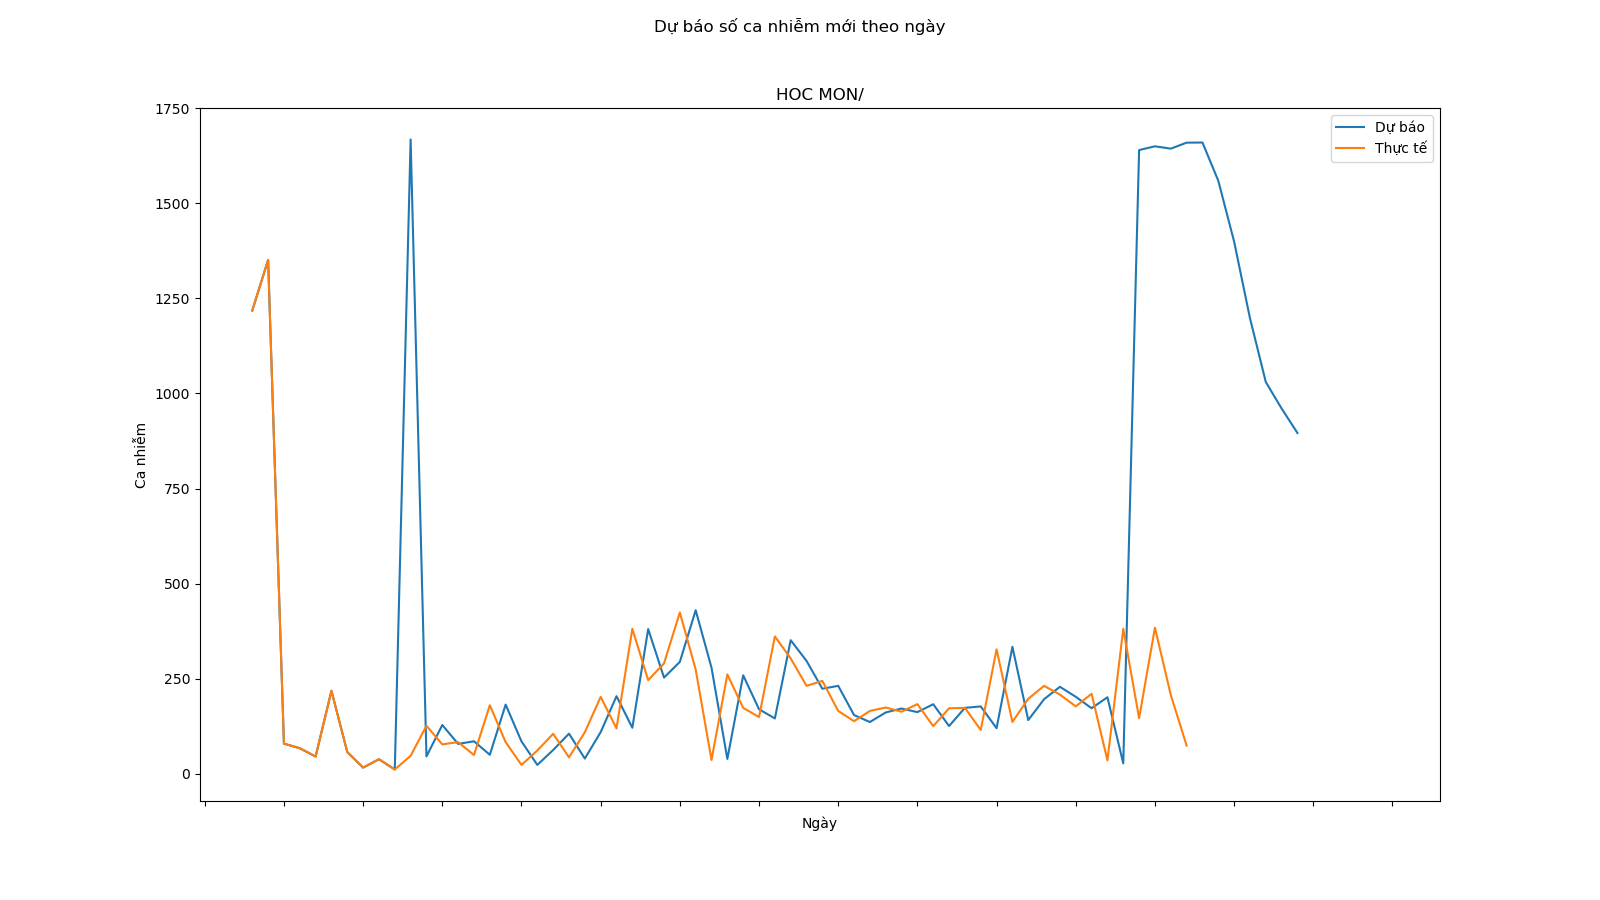 Dự báo số ca nhiễm mới theo ngày
HOC MON/
1750
1500
1250
1000
750
500
250
0
Ca nhiễm
Dự báo
Thực tế
Ngày